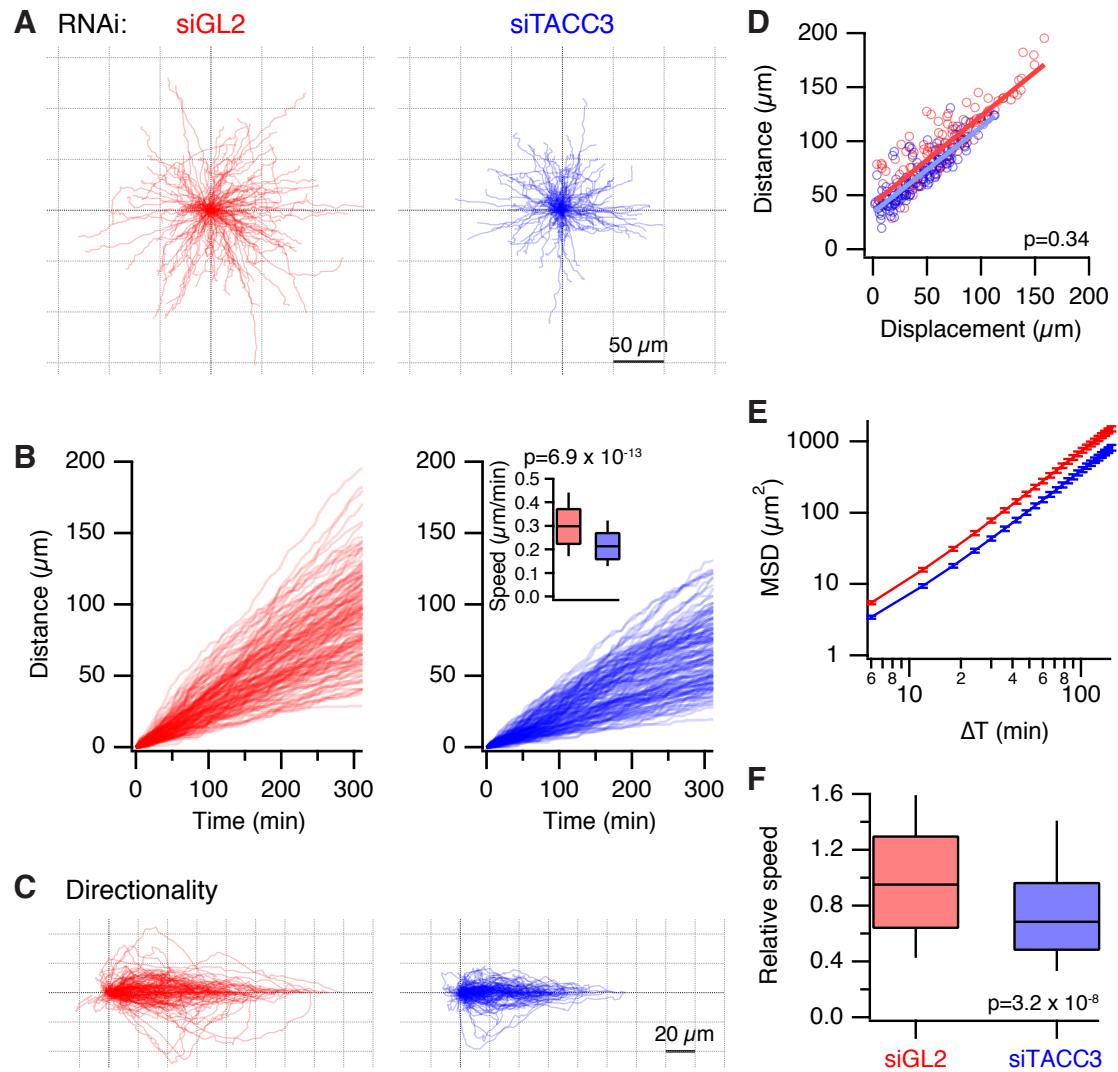 A RNAi: siGL2 siTACC3
50 µm
B
Distance (µm)
200
150
100
50
0
0 100 200 300
Time (min)
200
150
100
50
0
0 100 200 300
Time (min)
p=6.9 x 10-13
Speed (µm/min)
0.5
0.4
0.3
0.2
0.1
0.0
C Directionality
20 µm
D
Distance (µm)
200
150
100
50
0
p=0.34
0 50 100 150 200
Displacement (µm)
E
MSD (µm2)
1000
100
10
1
6 8 10 2 4 6 8 100
ΔT (min)
F
Relative speed
1.6
1.2
0.8
0.4
0.0
p=3.2 x 10-8
siGL2 siTACC3